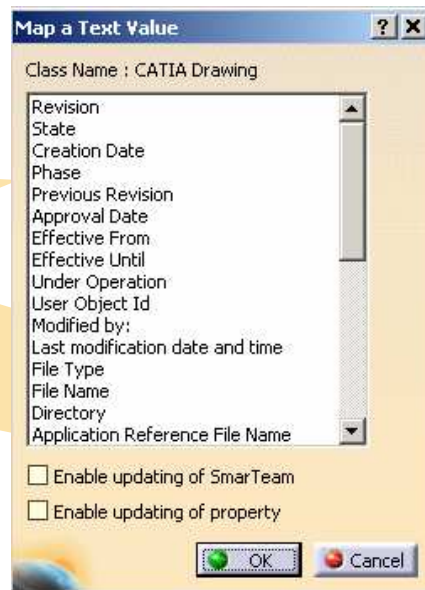 Map a Text Value
Class Name : CATIA Drawing
Revision
State
Creation Date
Phase
Previous Revision
Approval Date
Effective From
Effective Until
Under Operation
User Object Id
Modified by:
Last modification date and time
File Type
File Name
Directory
Application Reference File Name
Enable updating of SmarTeam
Enable updating of property
OK Cancel